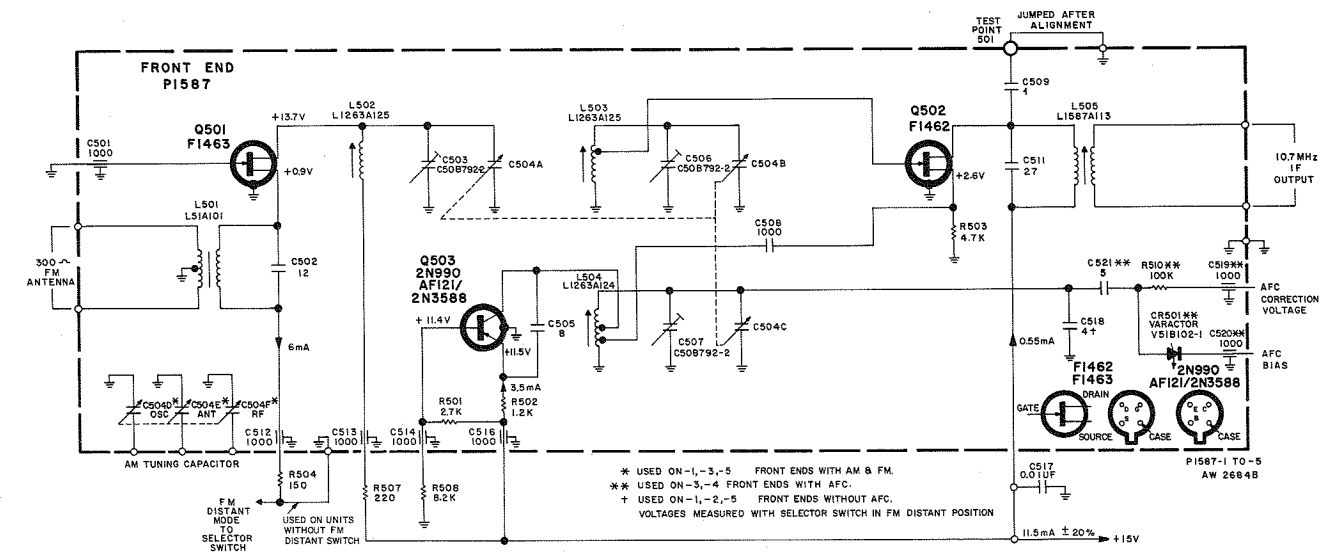 TEST
POINT
501
JUMPED AFTER
ALIGNMENT
FRONT END
P1587
+13.7V
L502
L1263A125
L503
L1263A125
Q501
F1463
Q502
F1462
C509
1
L505
L1587A113
C501
1000
+0.9V
C503
C50B792-2
C504A
C506
C50B792-2
C504B
+2.6V
C511
27
10.7MHz
IF
OUTPUT
L501
L51A101
300
FM
ANTENNA
C502
12
C508
1000
R503
4.7K
Q503
2N990
AF121/
2N3588
L504
L1263A124
C521**
5
R510**
100K
C519**
1000
AFC
CORRECTION
VOLTAGE
+11.4V
C505
8
+11.5V
C507
C50B792-2
C504C
C518
4†
CR501**
VARACTOR
V51B102-1
C520**
1000
AFC
BIAS
6mA
3.5mA
0.55mA
F1462
F1463
2N990
AF121/2N3588
DRAIN
GATE
SOURCE
D G
S
CASE
E C
B
CASE
C504D*
OSC
C504E*
ANT
C504F*
RF
R501
2.7K
R502
1.2K
C512
1000
C513
1000
C514
1000
C516
1000
AM TUNING CAPACITOR
P1587-1 TO-5
AW 2684B
R504
150
R507
220
R508
8.2K
* USED ON-1,-3,-5 FRONT ENDS WITH AM & FM.
** USED ON-3,-4 FRONT ENDS WITH AFC.
† USED ON-1,-2,-5 FRONT ENDS WITHOUT AFC.
VOLTAGES MEASURED WITH SELECTOR SWITCH IN FM DISTANT POSITION
C517
0.01UF
FM
DISTANT
MODE
TO
SELECTOR
SWITCH
USED ON UNITS
WITHOUT FM
DISTANT SWITCH
11.5mA ±20%
+15V